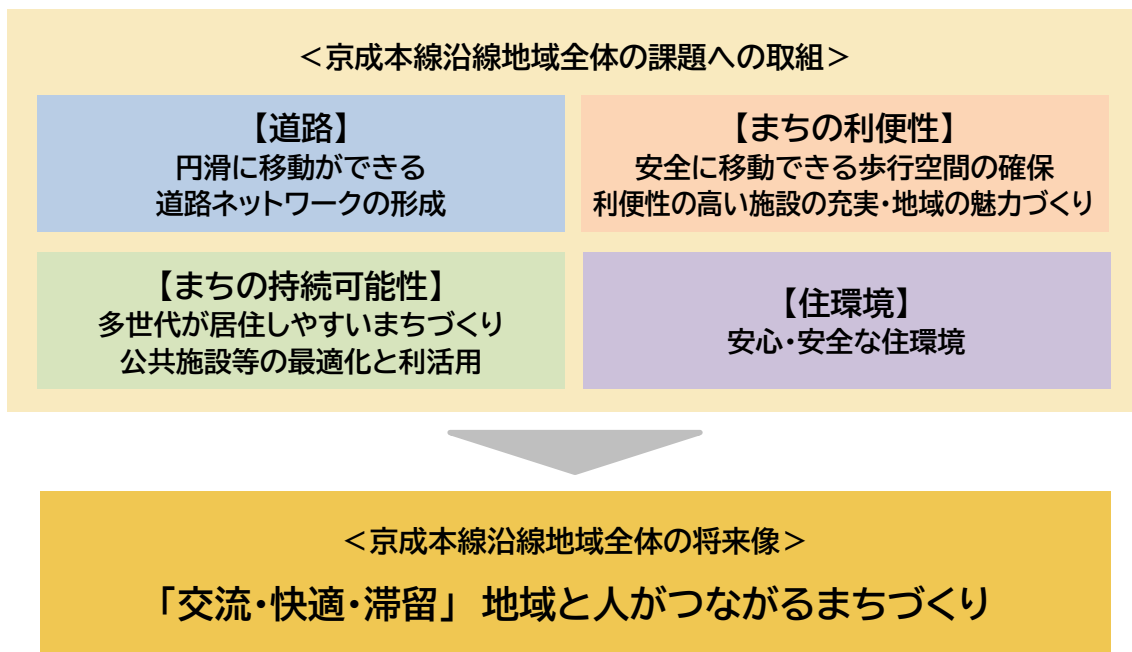 ＜京成本線沿線地域全体の課題への取組＞
【道路】
円滑に移動ができる
道路ネットワークの形成
【まちの利便性】
安全に移動できる歩行空間の確保
利便性の高い施設の充実・地域の魅力づくり
【まちの持続可能性】
多世代が居住しやすいまちづくり
公共施設等の最適化と利活用
【住環境】
安心・安全な住環境
＜京成本線沿線地域全体の将来像＞
「交流・快適・滞留」 地域と人がつながるまちづくり